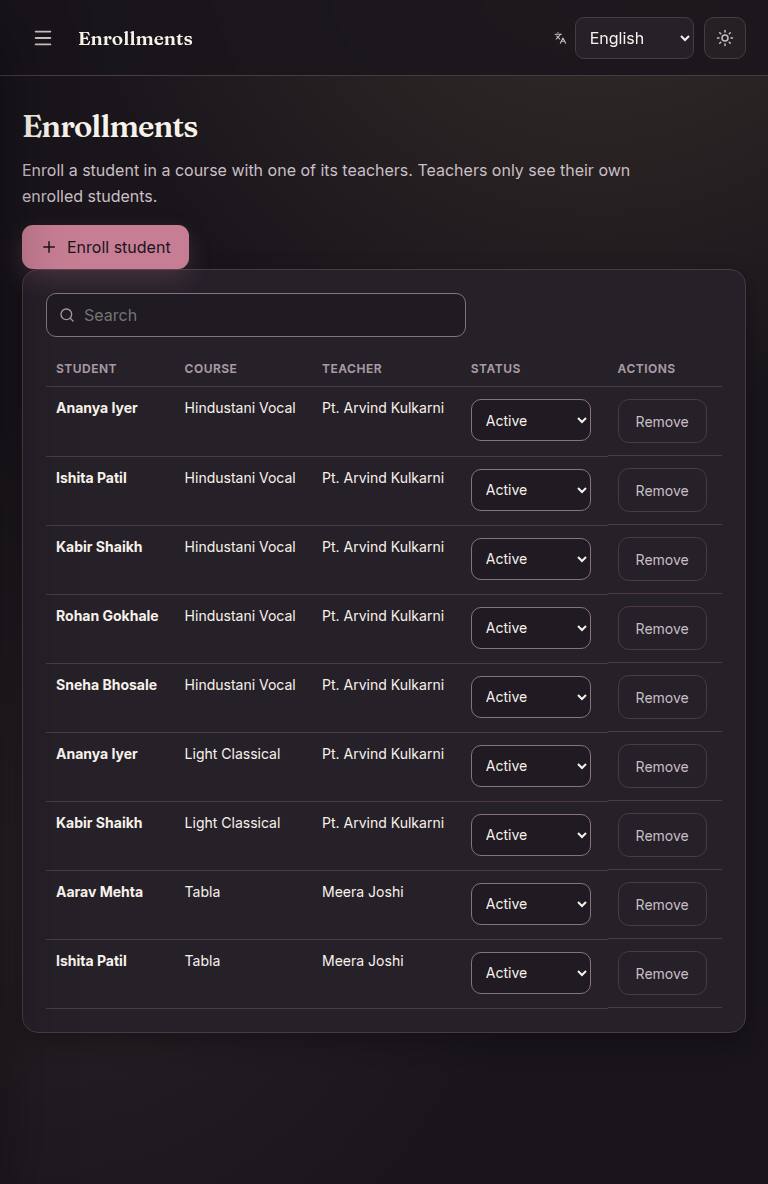 Enrollments
English
Enrollments
Enroll a student in a course with one of its teachers. Teachers only see their own
enrolled students.
Enroll student
Search
STUDENT COURSE TEACHER STATUS ACTIONS
Ananya Iyer Hindustani Vocal Pt. Arvind Kulkarni Active Remove
Ishita Patil Hindustani Vocal Pt. Arvind Kulkarni Active Remove
Kabir Shaikh Hindustani Vocal Pt. Arvind Kulkarni Active Remove
Rohan Gokhale Hindustani Vocal Pt. Arvind Kulkarni Active Remove
Sneha Bhosale Hindustani Vocal Pt. Arvind Kulkarni Active Remove
Ananya Iyer Light Classical Pt. Arvind Kulkarni Active Remove
Kabir Shaikh Light Classical Pt. Arvind Kulkarni Active Remove
Aarav Mehta Tabla Meera Joshi Active Remove
Ishita Patil Tabla Meera Joshi Active Remove